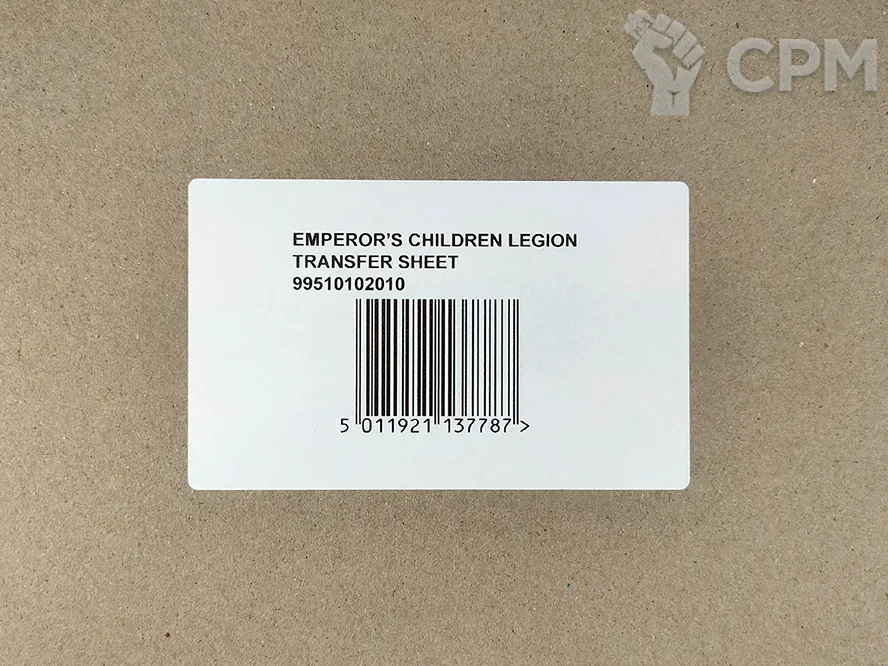 CPM
EMPEROR'S CHILDREN LEGION
TRANSFER SHEET
99510102010
5 011921 137787 >